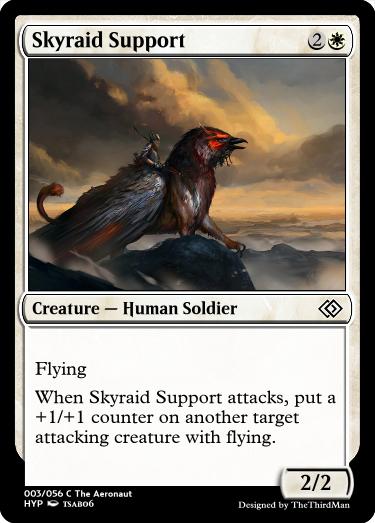 Skyraid Support 2
Creature — Human Soldier
Flying
When Skyraid Support attacks, put a
+1/+1 counter on another target
attacking creature with flying.
2/2
003/056 C The Aeronaut
HYP TSABO6 Designed by TheThirdMan